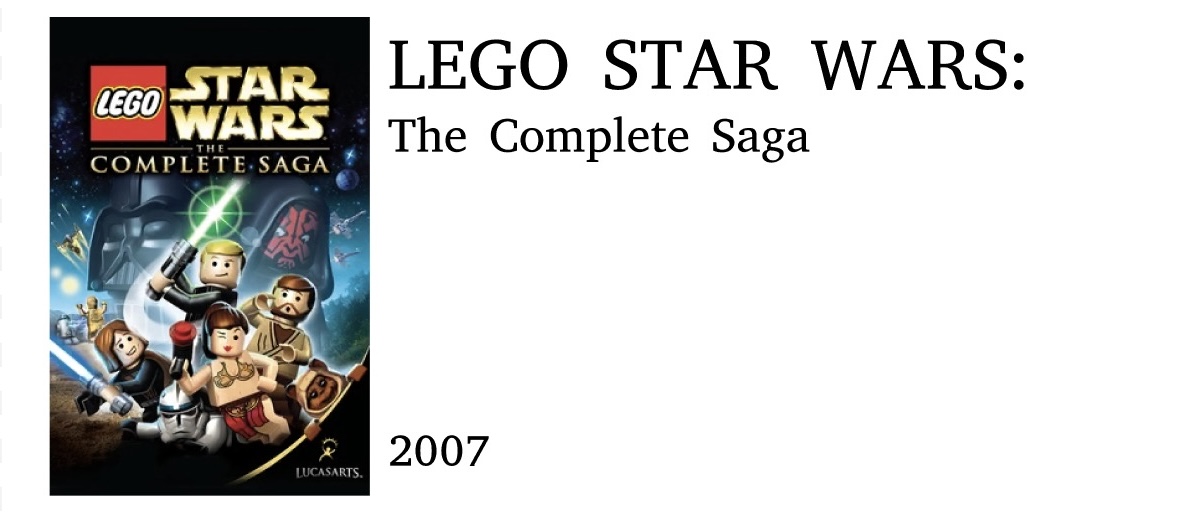 LEGO
STAR
WARS
THE
COMPLETE SAGA
LUCASARTS.
LEGO STAR WARS:
The Complete Saga
2007